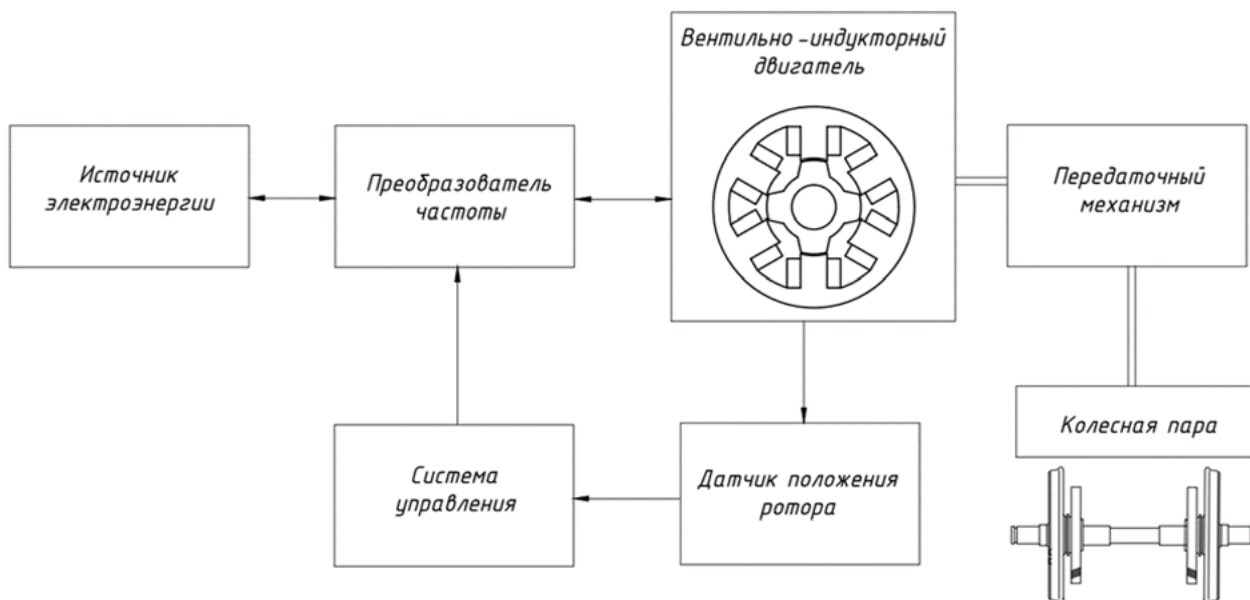 Вентильно-индукторный
двигатель
Источник
электроэнергии
Преобразователь
частоты
Передаточный
механизм
Колесная пара
Система
управления
Датчик положения
ротора